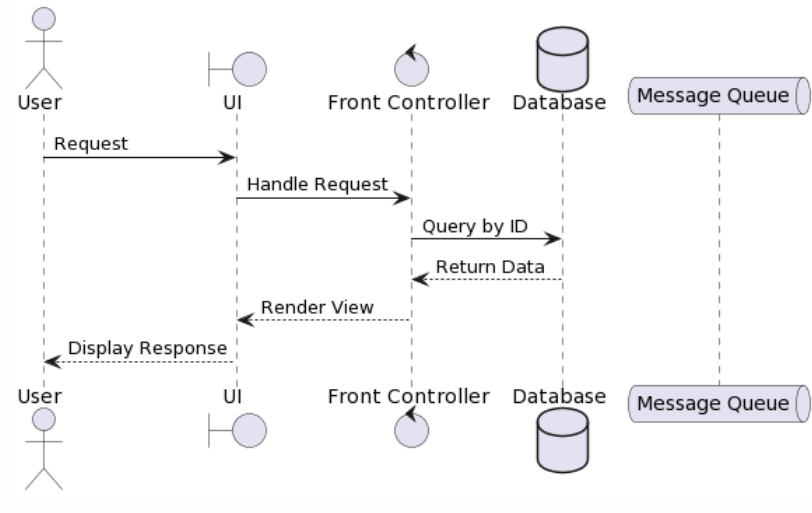 User
UI
Front Controller
Database
Message Queue
Request
Handle Request
Query by ID
Return Data
Render View
Display Response
User
UI
Front Controller
Database
Message Queue